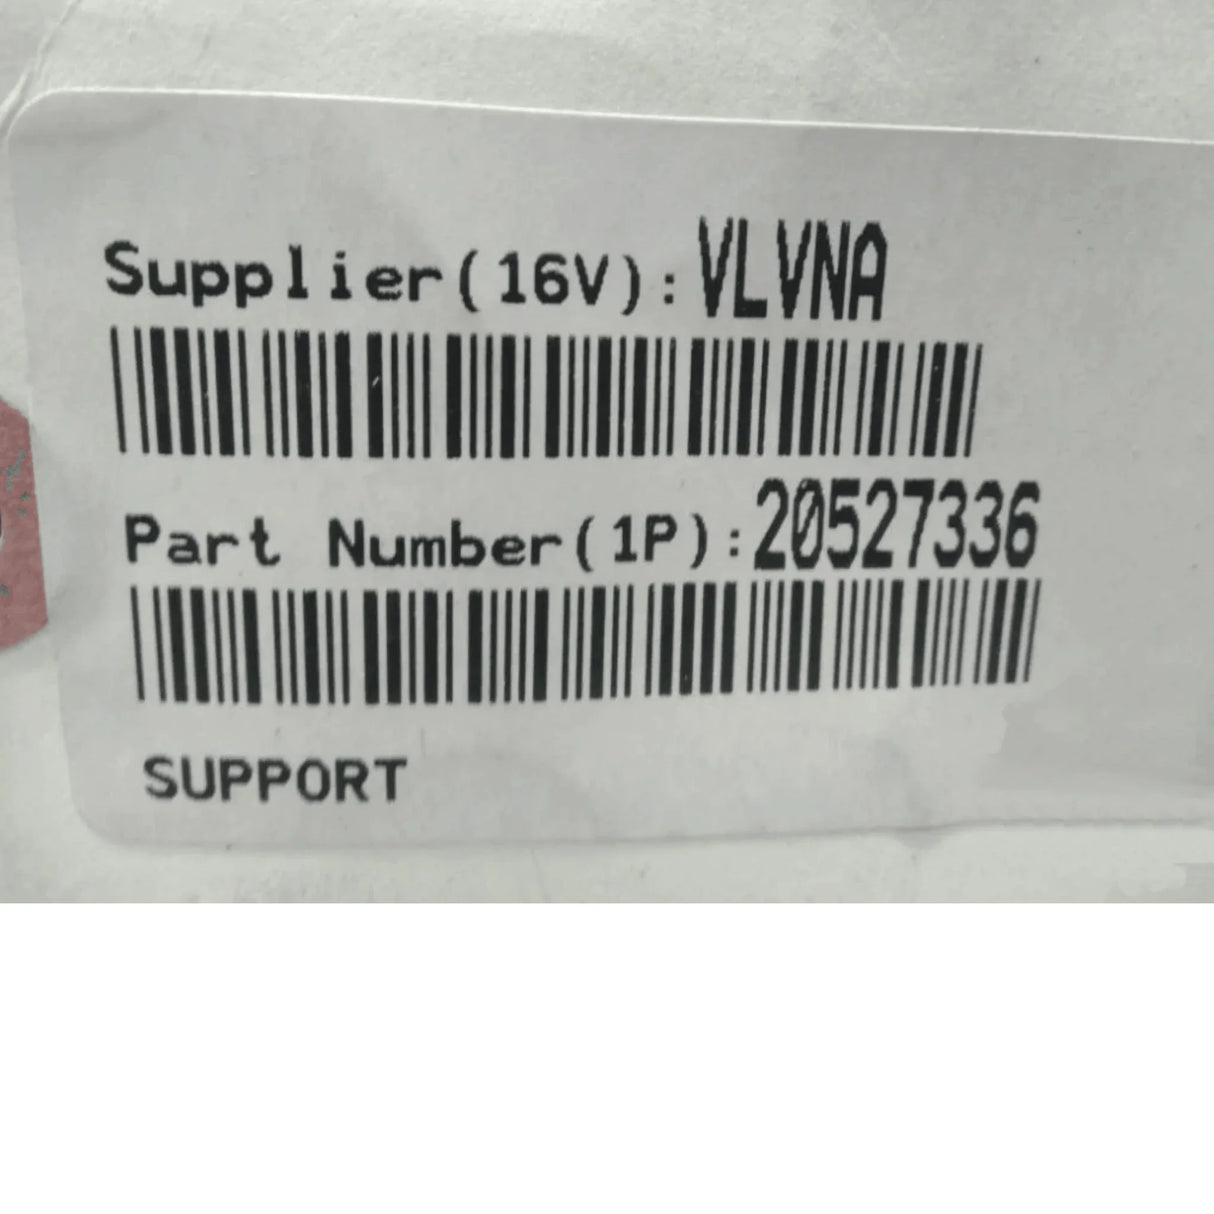 Supplier(16V):VLVNA
Part Number(1P):20527336
SUPPORT